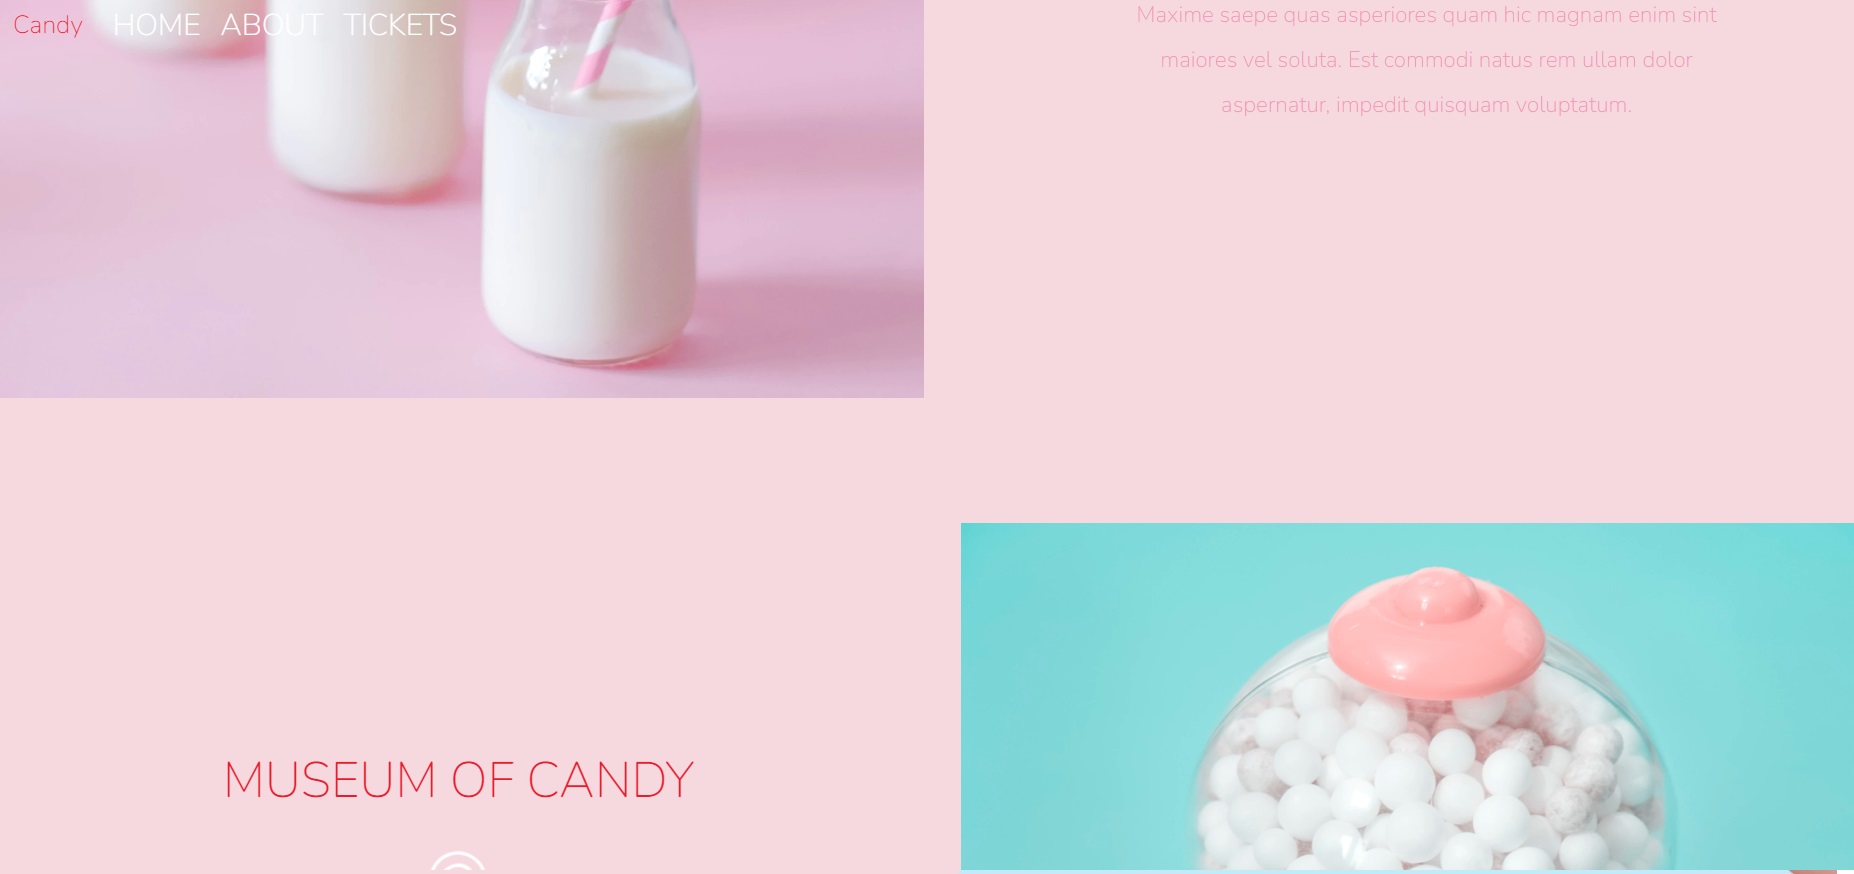 Candy HOME ABOUT TICKETS
Maxime saepe quas asperiores quam hic magnam enim sint
maiores vel soluta. Est commodi natus rem ullam dolor
aspernatur, impedit quisquam voluptatum.
MUSEUM OF CANDY